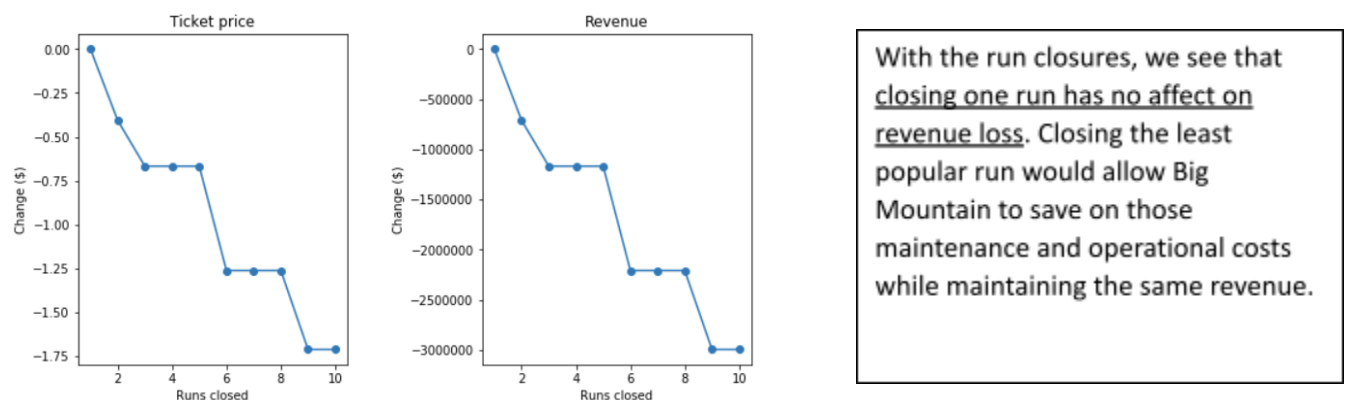 Ticket price
0.00
−0.25
−0.50
−0.75
−1.00
−1.25
−1.50
−1.75
Change ($)
2 4 6 8 10
Runs closed
Revenue
0
−500000
−1000000
−1500000
−2000000
−2500000
−3000000
Change ($)
2 4 6 8 10
Runs closed
With the run closures, we see that
closing one run has no affect on
revenue loss. Closing the least
popular run would allow Big
Mountain to save on those
maintenance and operational costs
while maintaining the same revenue.